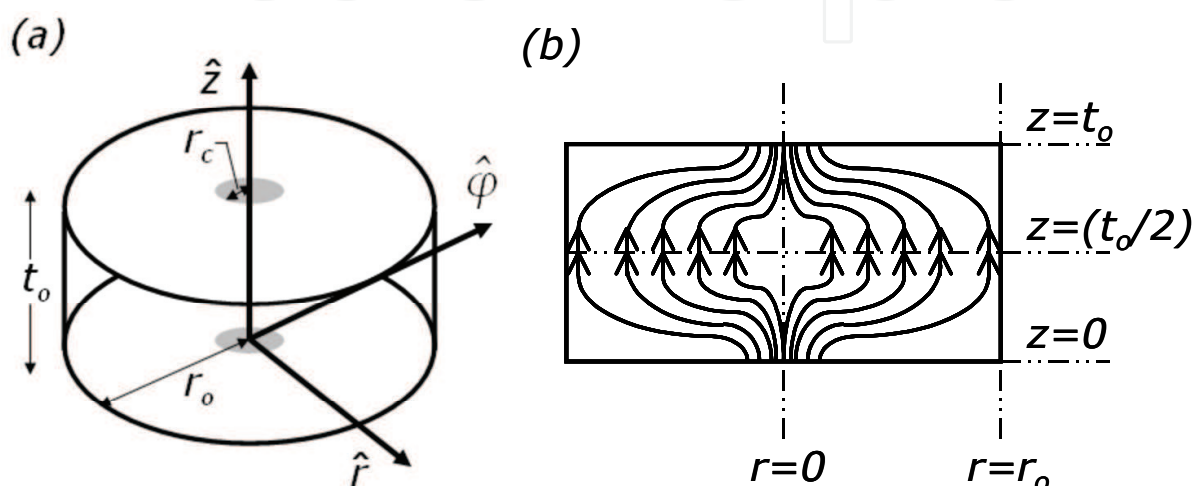 (a)
ẑ
r_c
φ̂
t_o
r_o
r̂
(b)
z=t_o
z=(t_o/2)
z=0
r=0
r=r_o